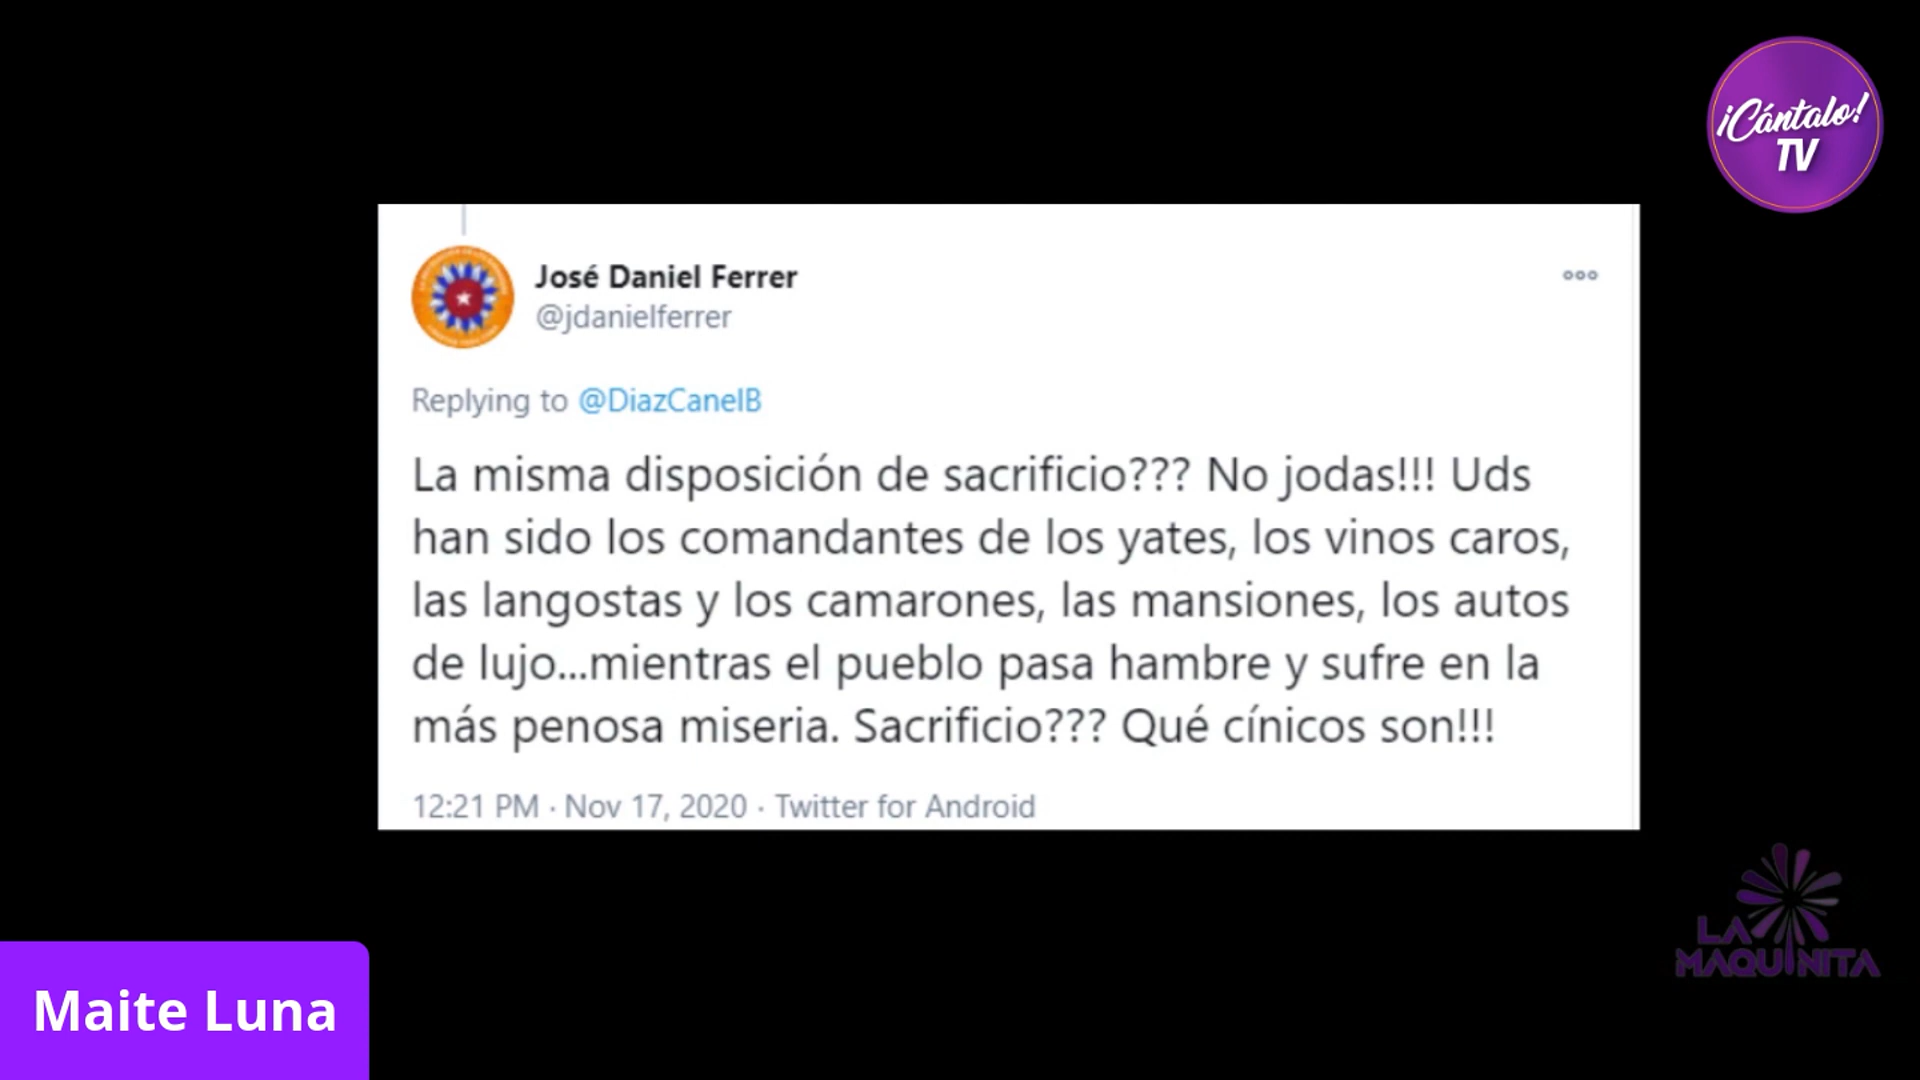 ¡Cántalo!
TV
José Daniel Ferrer
@jdanielferrer
Replying to @DiazCanelB
La misma disposición de sacrificio??? No jodas!!! Uds
han sido los comandantes de los yates, los vinos caros,
las langostas y los camarones, las mansiones, los autos
de lujo...mientras el pueblo pasa hambre y sufre en la
más penosa miseria. Sacrificio??? Qué cínicos son!!!
12:21 PM · Nov 17, 2020 · Twitter for Android
LA
MAQUINITA
Maite Luna